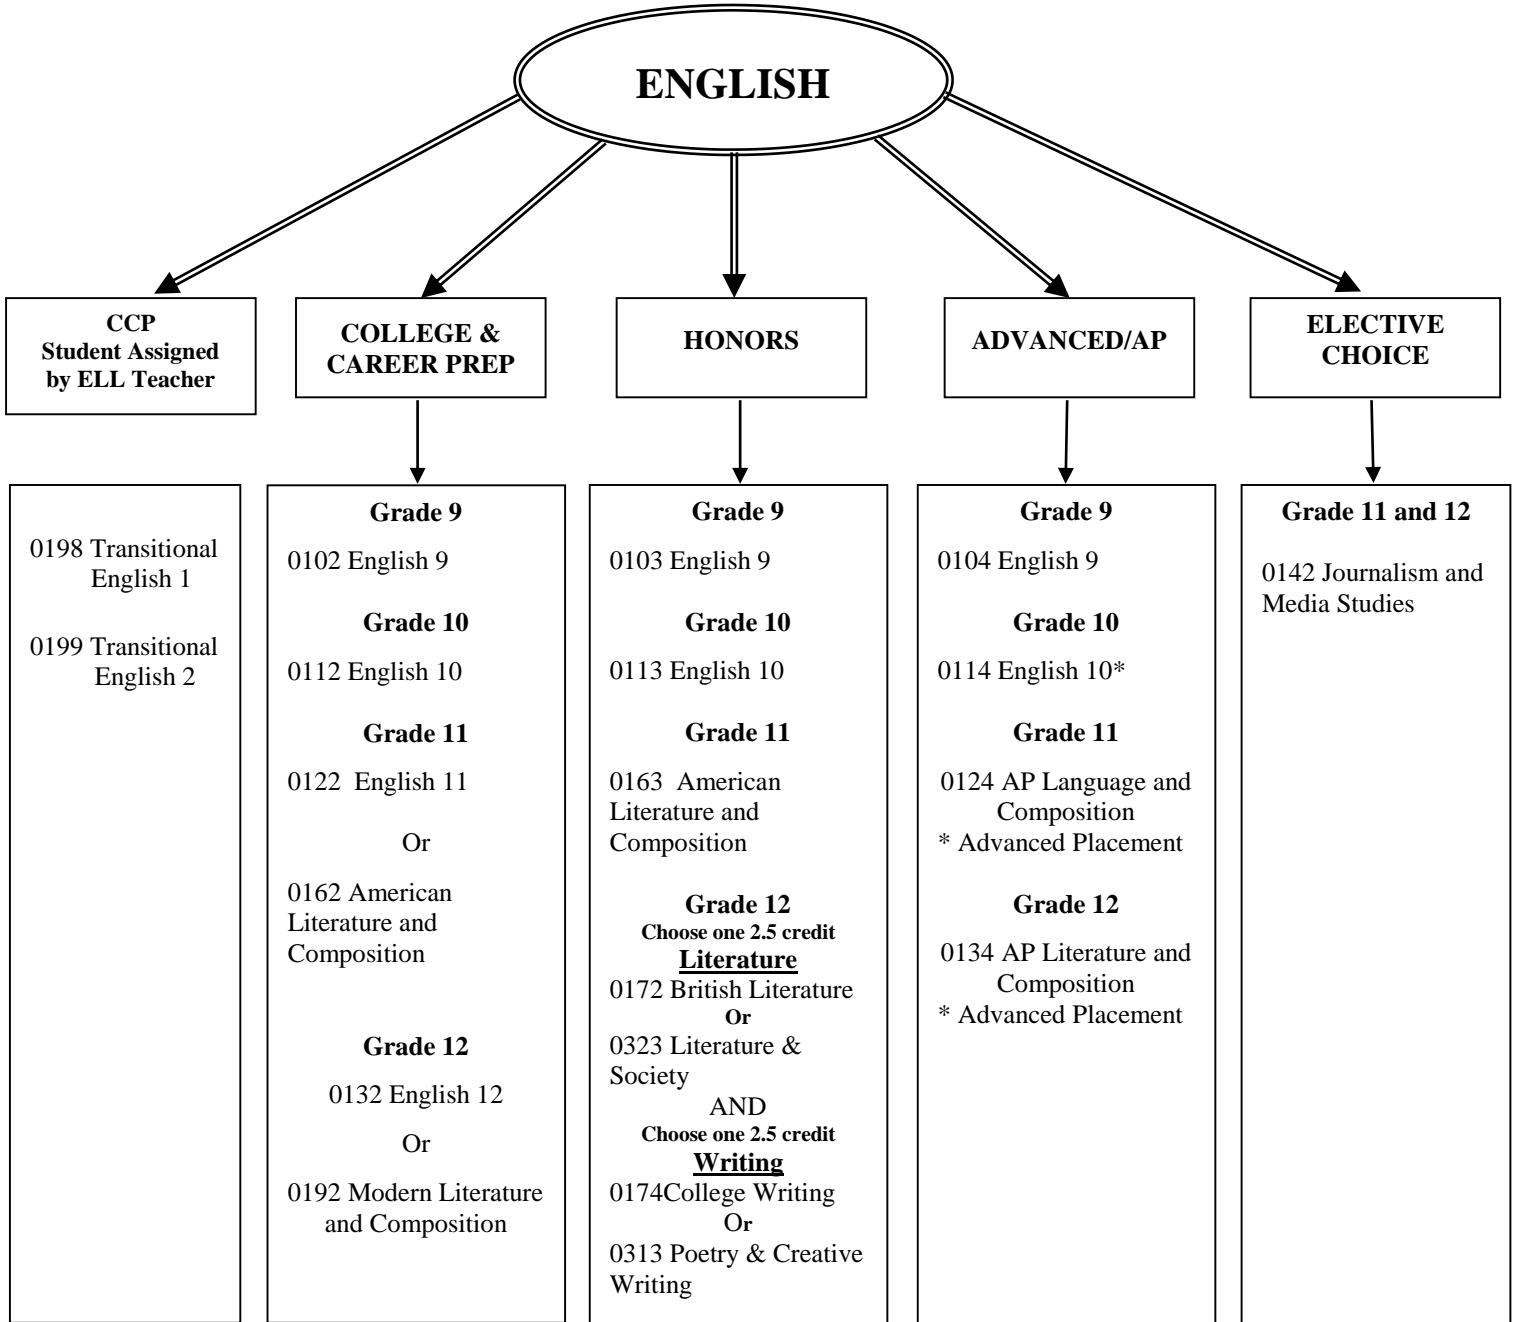 ENGLISH
CCP
Student Assigned
by ELL Teacher
COLLEGE &
CAREER PREP
HONORS
ADVANCED/AP
ELECTIVE
CHOICE
0198 Transitional
English 1
0199 Transitional
English 2
Grade 9
0102 English 9
Grade 10
0112 English 10
Grade 11
0122 English 11
Or
0162 American
Literature and
Composition
Grade 12
0132 English 12
Or
0192 Modern Literature
and Composition
Grade 9
0103 English 9
Grade 10
0113 English 10
Grade 11
0163 American
Literature and
Composition
Grade 12
Choose one 2.5 credit
Literature
0172 British Literature
Or
0323 Literature &
Society
AND
Choose one 2.5 credit
Writing
0174College Writing
Or
0313 Poetry & Creative
Writing
Grade 9
0104 English 9
Grade 10
0114 English 10*
Grade 11
0124 AP Language and
Composition
* Advanced Placement
Grade 12
0134 AP Literature and
Composition
* Advanced Placement
Grade 11 and 12
0142 Journalism and
Media Studies